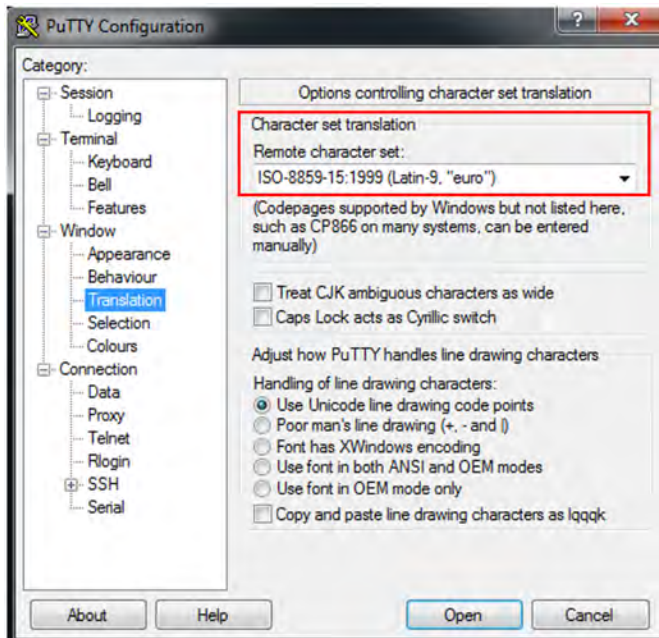 PuTTY Configuration
?
X
Category:
Session
Logging
Terminal
Keyboard
Bell
Features
Window
Appearance
Behaviour
Translation
Selection
Colours
Connection
Data
Proxy
Telnet
Rlogin
SSH
Serial
Options controlling character set translation
Character set translation
Remote character set:
ISO-8859-15:1999 (Latin-9, "euro")
(Codepages supported by Windows but not listed here,
such as CP866 on many systems, can be entered
manually)
Treat CJK ambiguous characters as wide
Caps Lock acts as Cyrillic switch
Adjust how PuTTY handles line drawing characters
Handling of line drawing characters:
Use Unicode line drawing code points
Poor man's line drawing (+, - and |)
Font has XWindows encoding
Use font in both ANSI and OEM modes
Use font in OEM mode only
Copy and paste line drawing characters as lqqqk
About
Help
Open
Cancel